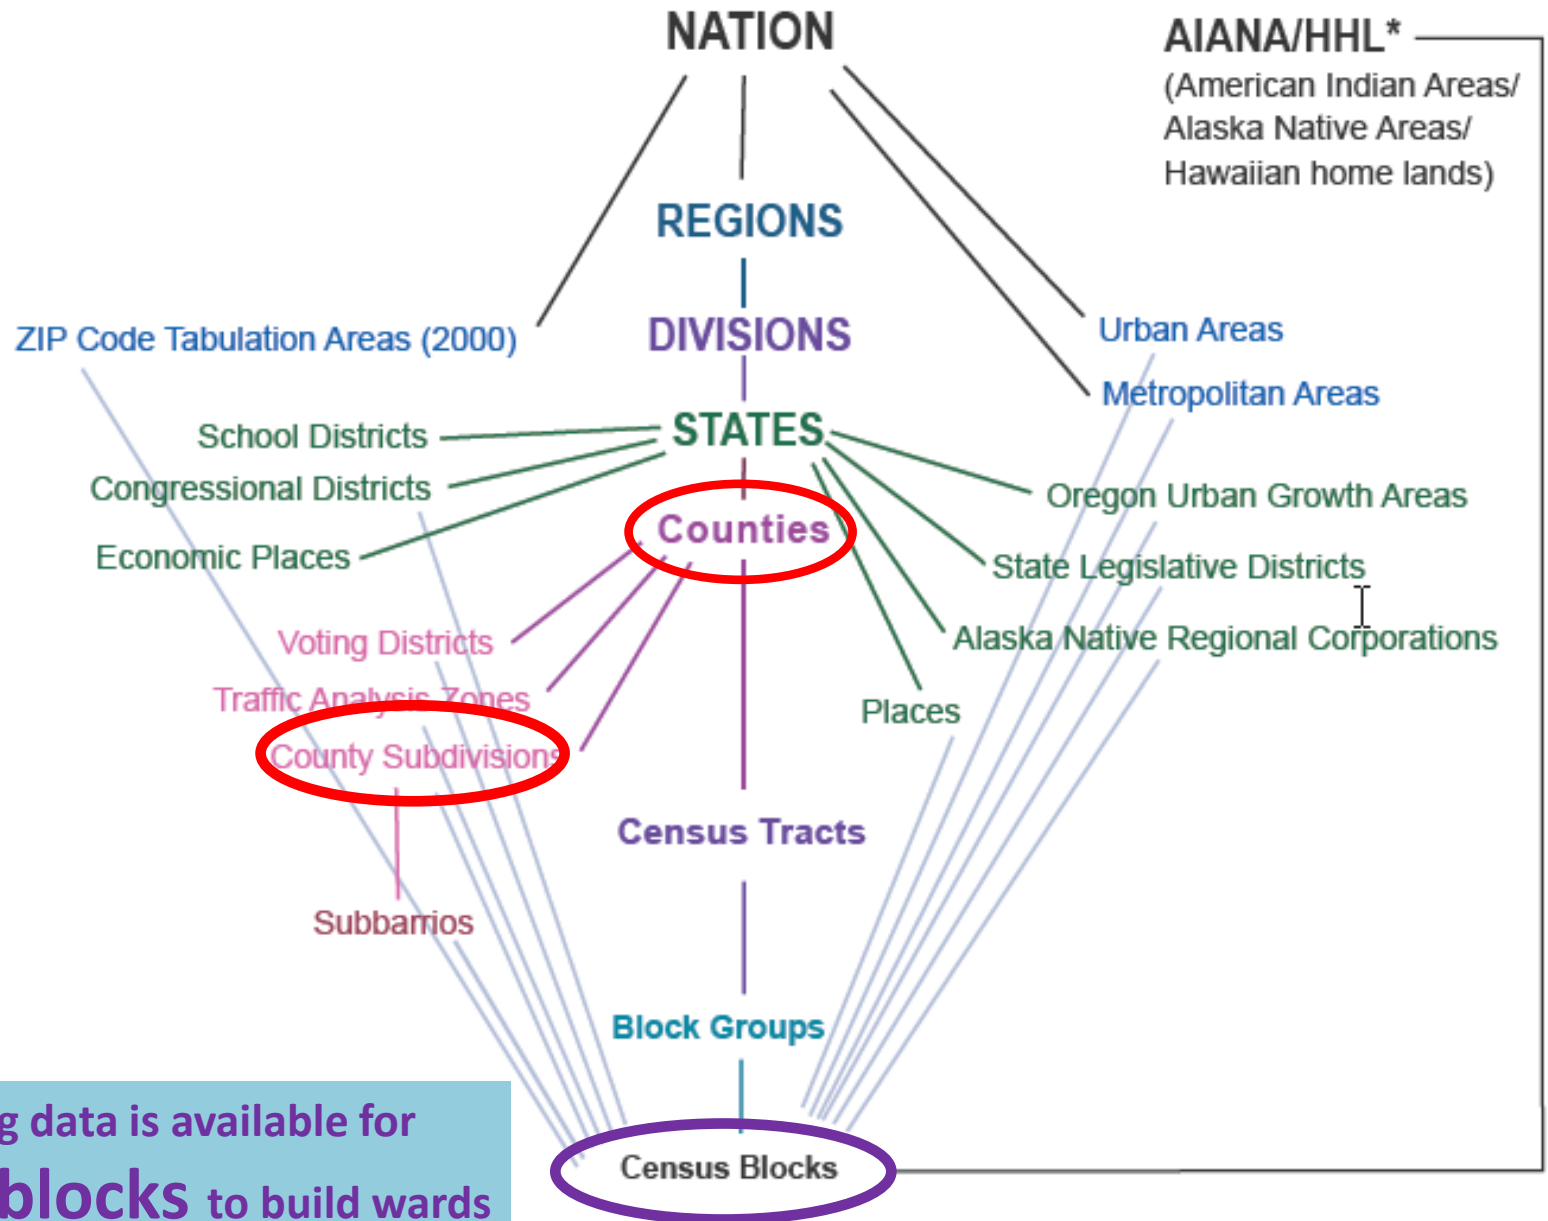 NATION
AIANA/HHL*
(American Indian Areas/
Alaska Native Areas/
Hawaiian home lands)
REGIONS
ZIP Code Tabulation Areas (2000)
DIVISIONS
Urban Areas
Metropolitan Areas
School Districts
STATES
Congressional Districts
Oregon Urban Growth Areas
Counties
Economic Places
State Legislative Districts
Voting Districts
Alaska Native Regional Corporations
Traffic Analysis Zones
Places
County Subdivisions
Census Tracts
Subbarrios
Block Groups
g data is available for
blocks to build wards
Census Blocks